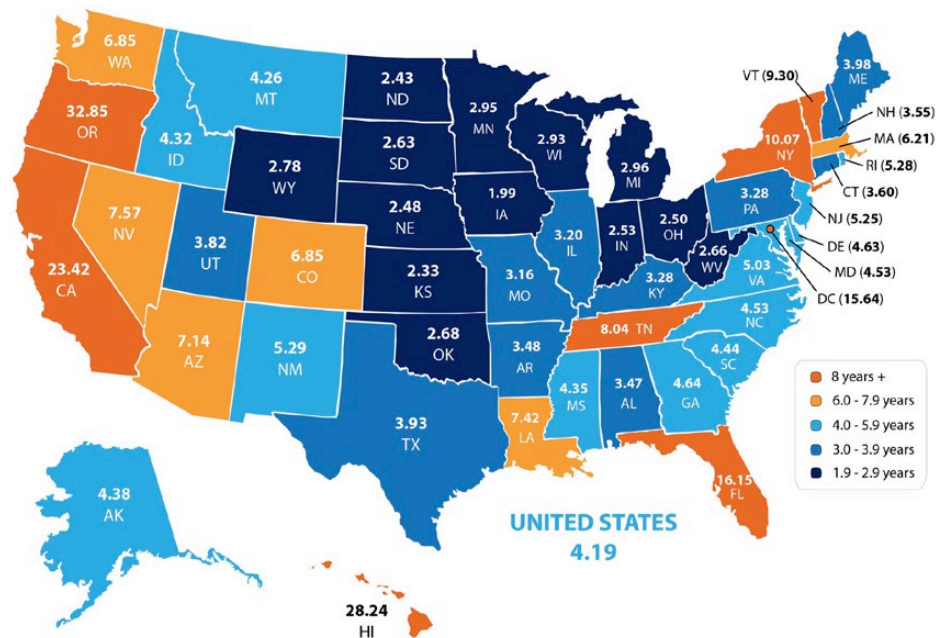 6.85
WA
32.85
OR
23.42
CA
7.57
NV
4.32
ID
4.26
MT
2.78
WY
3.82
UT
6.85
CO
7.14
AZ
5.29
NM
2.43
ND
2.63
SD
2.48
NE
2.33
KS
2.68
OK
3.93
TX
2.95
MN
1.99
IA
3.16
MO
3.48
AR
7.42
LA
2.93
WI
3.20
IL
2.96
MI
2.53
IN
2.50
OH
3.28
KY
8.04 TN
4.35
MS
3.47
AL
4.64
GA
16.15
FL
4.44
SC
4.53
NC
5.03
VA
2.66
WV
3.28
PA
10.07
NY
3.98
ME
VT (9.30)
NH (3.55)
MA (6.21)
RI (5.28)
CT (3.60)
NJ (5.25)
DE (4.63)
MD (4.53)
DC (15.64)
8 years +
6.0 - 7.9 years
4.0 - 5.9 years
3.0 - 3.9 years
1.9 - 2.9 years
UNITED STATES
4.19
4.38
AK
28.24
HI